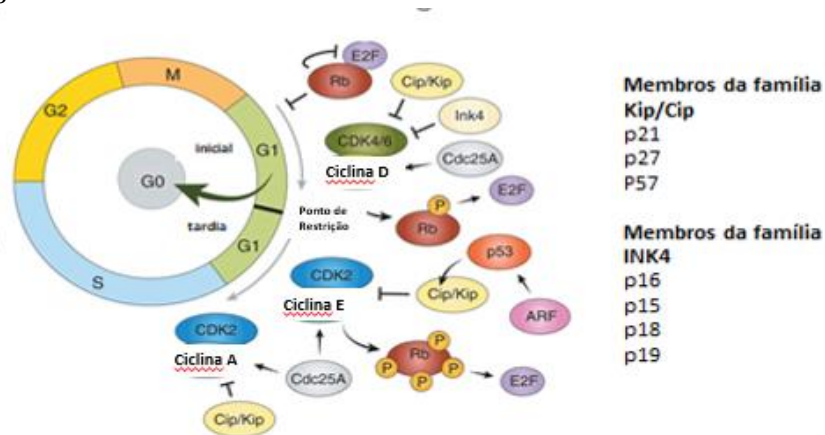 M
G2
G1
inicial
G0
tardia
G1
S
E2F
Rb
Cip/Kip
Ink4
CDK4/6
Ciclina D
Cdc25A
Ponto de
Restrição
P
Rb
E2F
p53
CDK2
Cip/Kip
Ciclina E
ARF
CDK2
Ciclina A
Cdc25A
Rb
P
P
P
P
E2F
Cip/Kip
Membros da família
Kip/Cip
p21
p27
P57
Membros da família
INK4
p16
p15
p18
p19